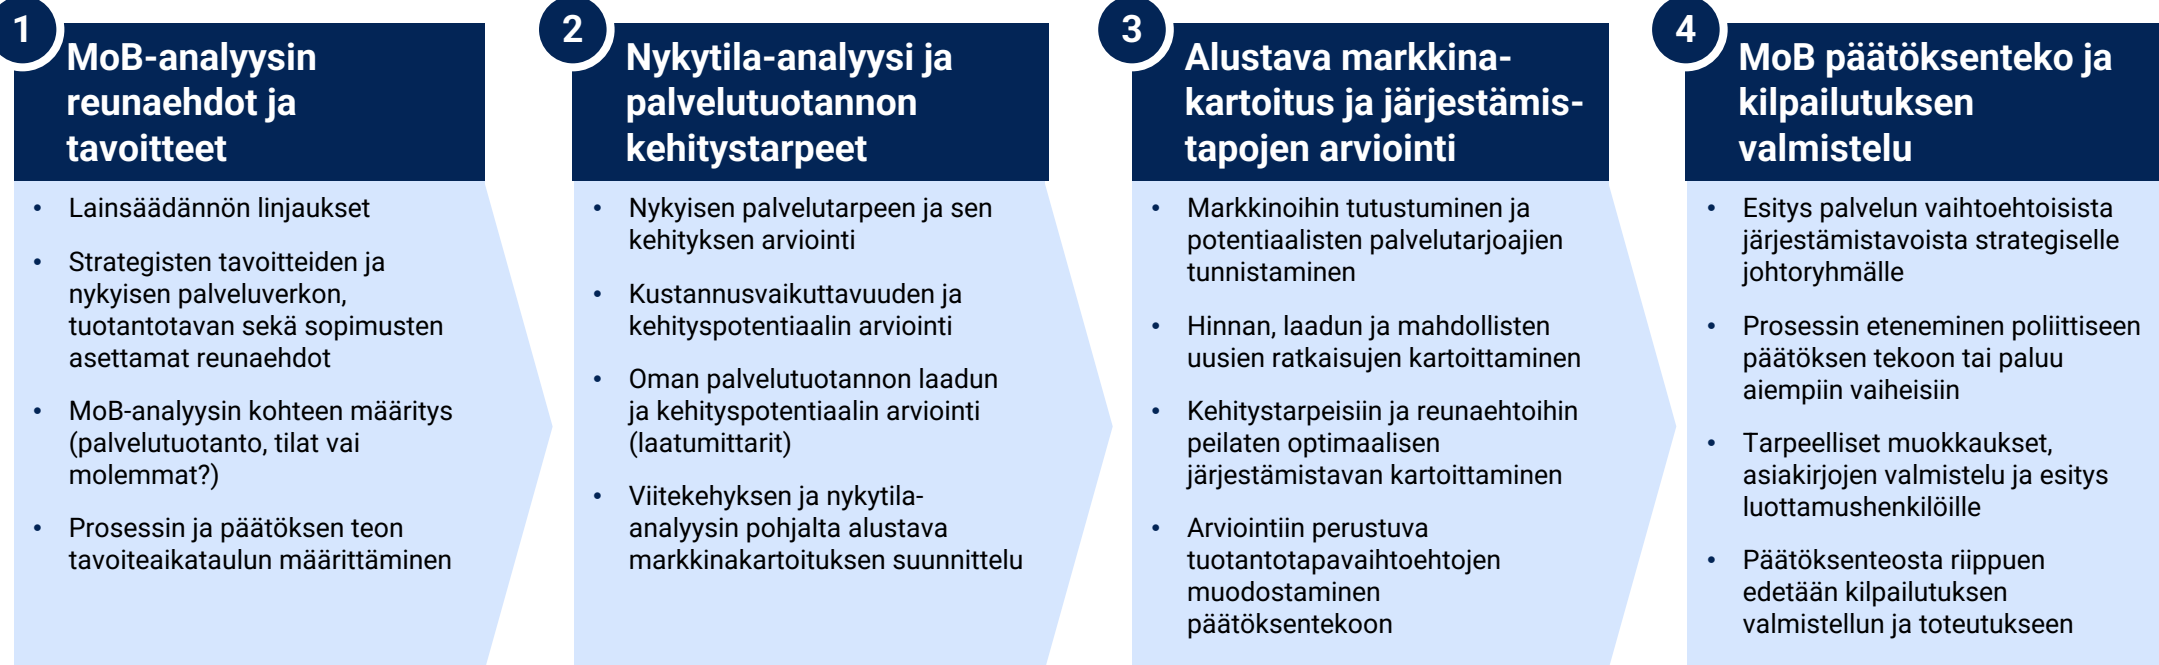 1
MoB-analyysin
reunaehdot ja
tavoitteet
• Lainsäädännön linjaukset
• Strategisten tavoitteiden ja
nykyisen palveluverkon,
tuotantotavan sekä sopimusten
asettamat reunaehdot
• MoB-analyysin kohteen määritys
(palvelutuotanto, tilat vai
molemmat?)
• Prosessin ja päätöksen teon
tavoiteaikataulun määrittäminen
2
Nykytila-analyysi ja
palvelutuotannon
kehitystarpeet
• Nykyisen palvelutarpeen ja sen
kehityksen arviointi
• Kustannusvaikuttavuuden ja
kehityspotentiaalin arviointi
• Oman palvelutuotannon laadun
ja kehityspotentiaalin arviointi
(laatumittarit)
• Viitekehyksen ja nykytila-
analyysin pohjalta alustava
markkinakartoituksen suunnittelu
3
Alustava markkina-
kartoitus ja järjestämis-
tapojen arviointi
• Markkinoihin tutustuminen ja
potentiaalisten palvelutarjoajien
tunnistaminen
• Hinnan, laadun ja mahdollisten
uusien ratkaisujen kartoittaminen
• Kehitystarpeisiin ja reunaehtoihin
peilaten optimaalisen
järjestämistavan kartoittaminen
• Arviointiin perustuva
tuotantotapavaihtoehtojen
muodostaminen
päätöksentekoon
4
MoB päätöksenteko ja
kilpailutuksen
valmistelu
• Esitys palvelun vaihtoehtoisista
järjestämistavoista strategiselle
johtoryhmälle
• Prosessin eteneminen poliittiseen
päätöksen tekoon tai paluu
aiempiin vaiheisiin
• Tarpeelliset muokkaukset,
asiakirjojen valmistelu ja esitys
luottamushenkilöille
• Päätöksenteosta riippuen
edetään kilpailutuksen
valmistellun ja toteutukseen